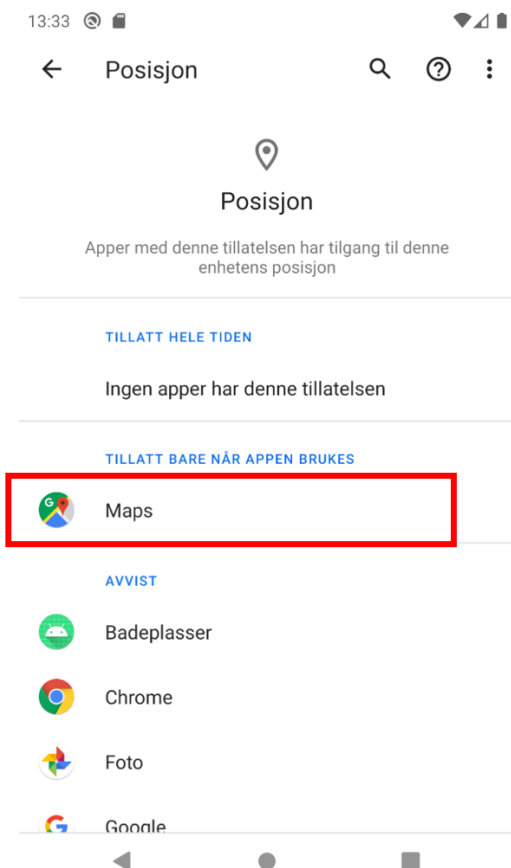 13:33
Posisjon
Posisjon
Apper med denne tillatelsen har tilgang til denne
enhetens posisjon
TILLATT HELE TIDEN
Ingen apper har denne tillatelsen
TILLATT BARE NÅR APPEN BRUKES
G
Maps
AVVIST
Badeplasser
Chrome
Foto
Google